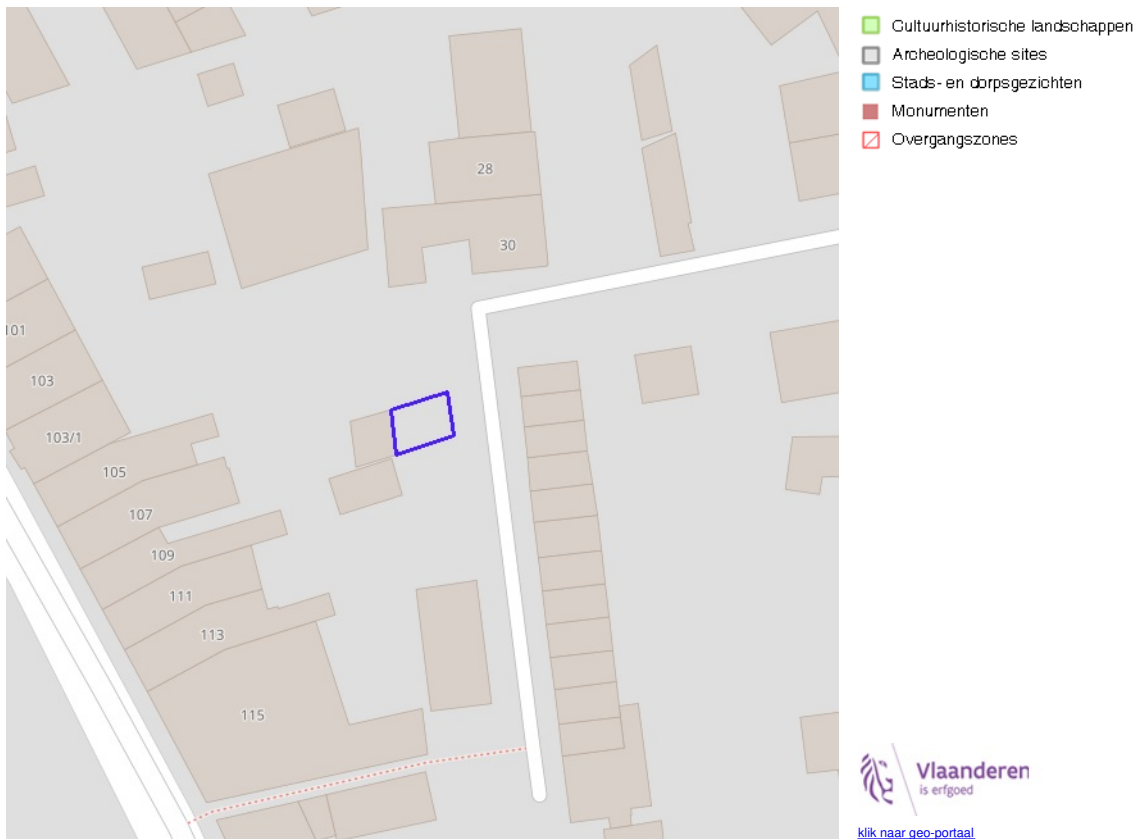 Cultuurhistorische landschappen
Archeologische sites
Stads- en dorpsgezichten
Monumenten
Overgangszones
28
30
101
103
103/1
105
107
109
111
113
115
Vlaanderen
is erfgoed
klik naar geo-portaal